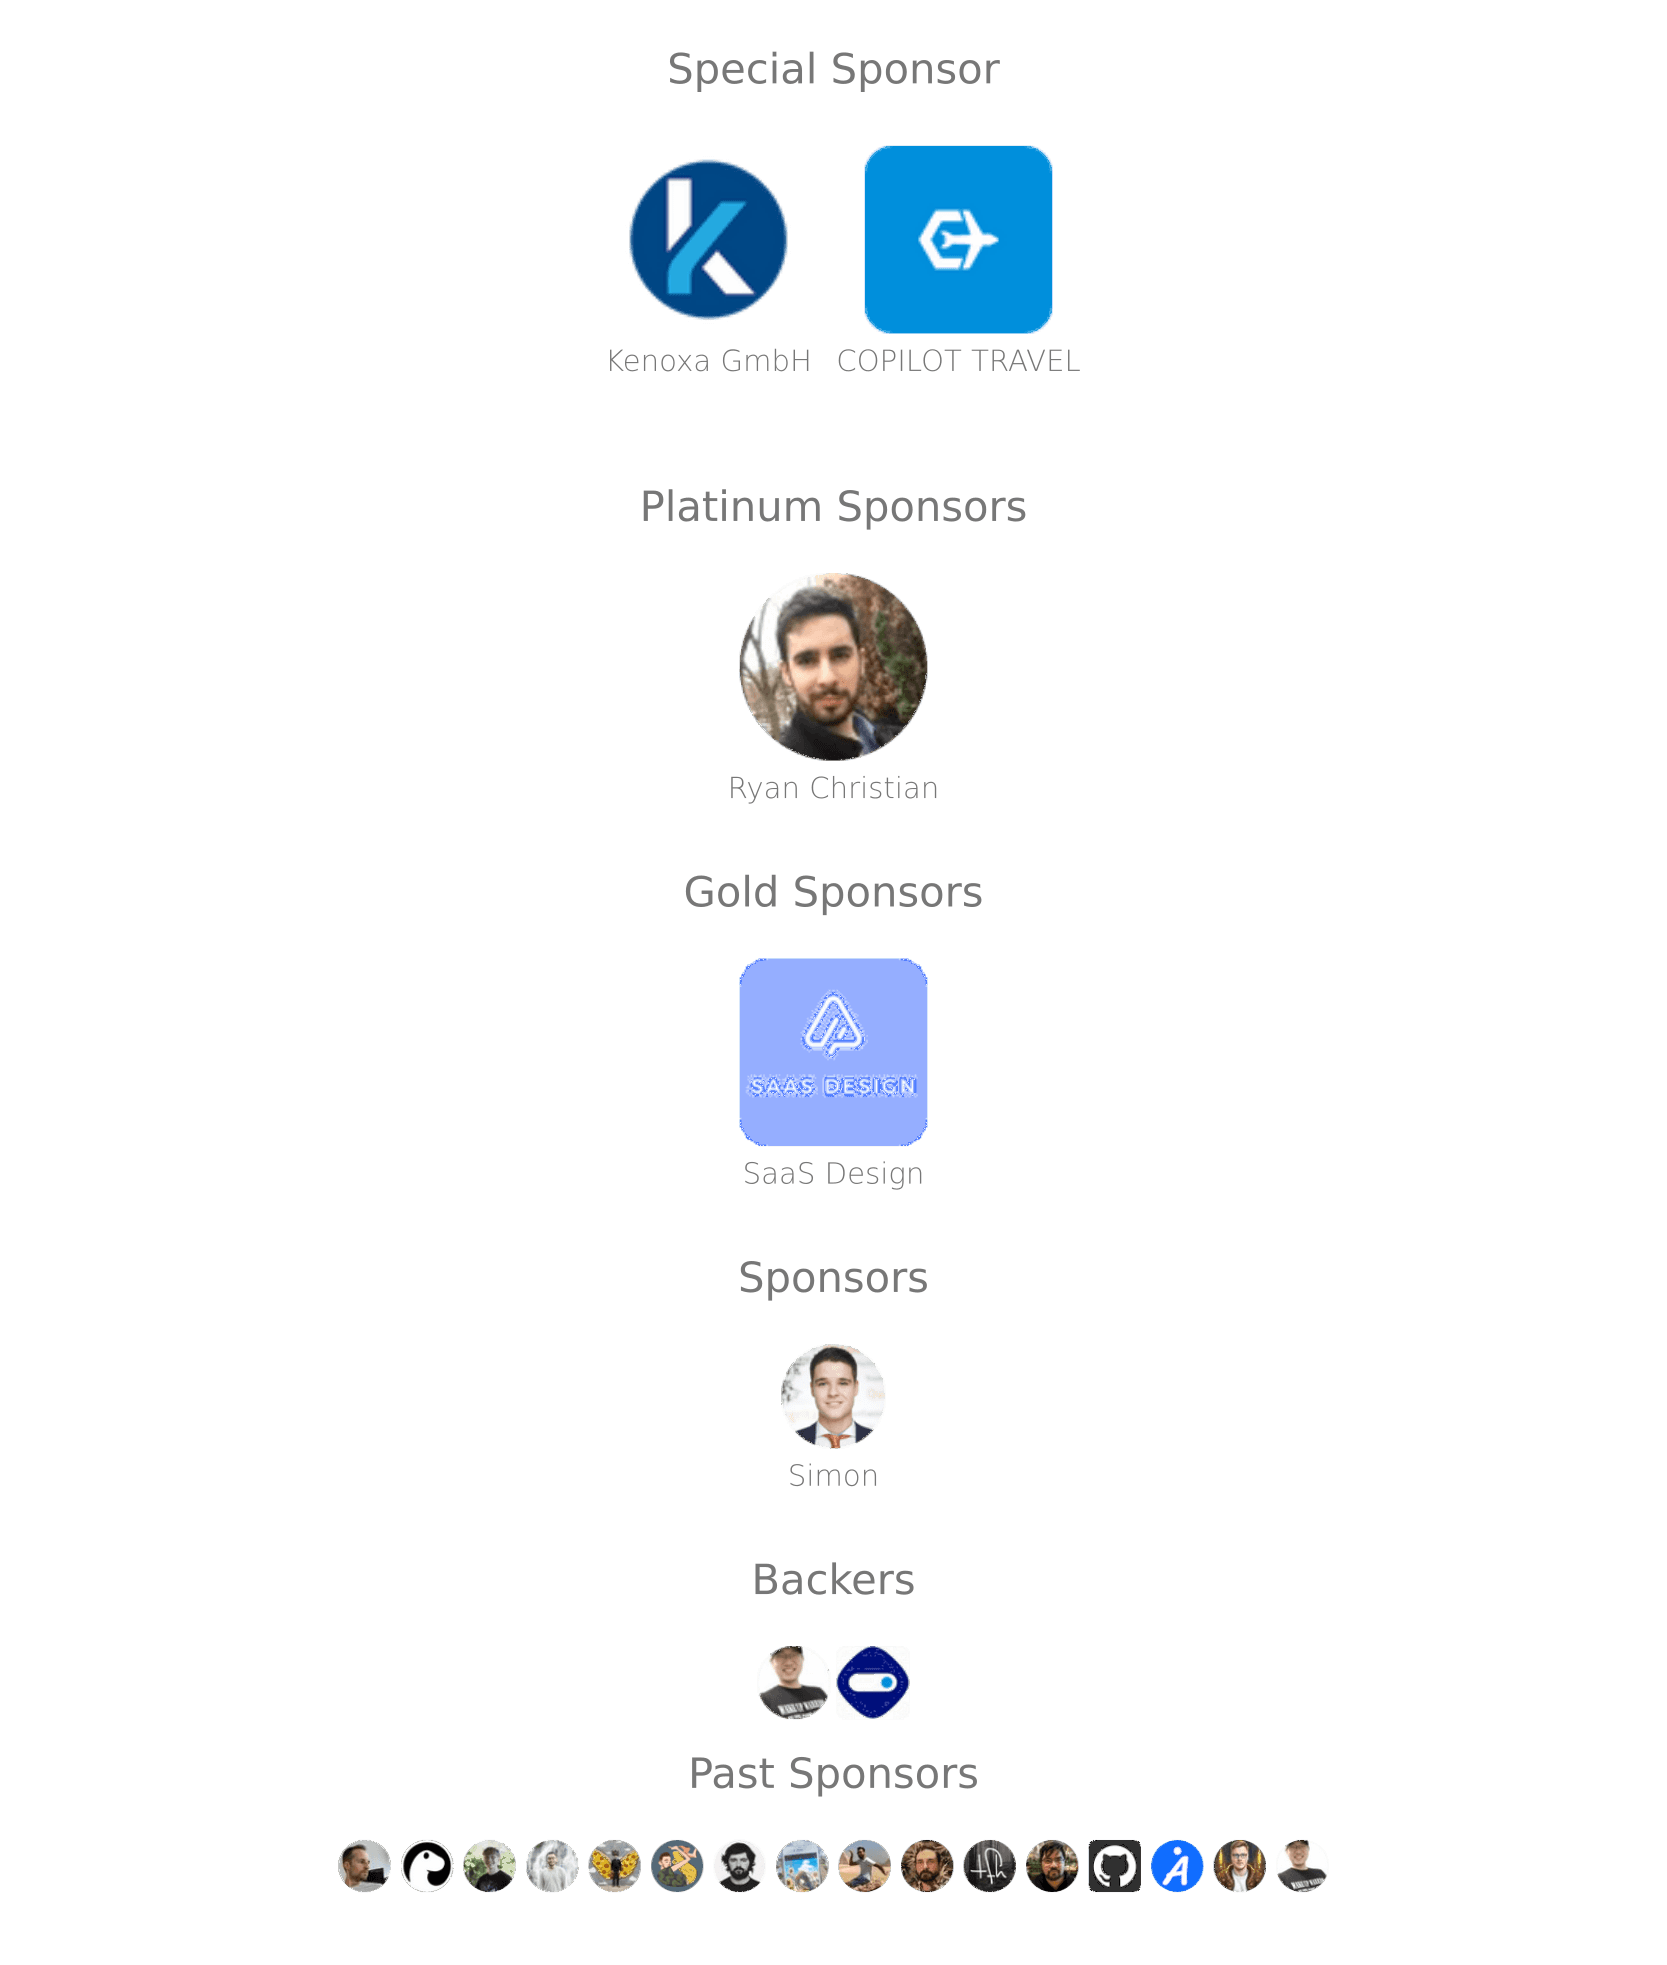 Special Sponsor
Kenoxa GmbH
COPILOT TRAVEL
Platinum Sponsors
Ryan Christian
Gold Sponsors
SAAS DESIGN
SaaS Design
Sponsors
Simon
Backers
Past Sponsors